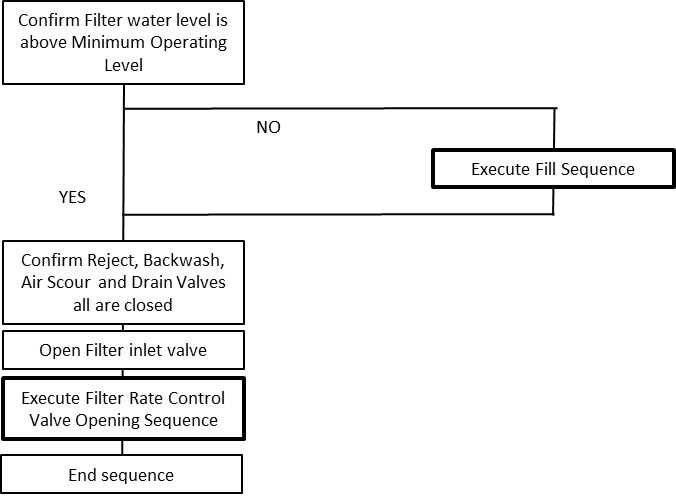 Confirm Filter water level is
above Minimum Operating
Level
NO
Execute Fill Sequence
YES
Confirm Reject, Backwash,
Air Scour and Drain Valves
all are closed
Open Filter inlet valve
Execute Filter Rate Control
Valve Opening Sequence
End sequence